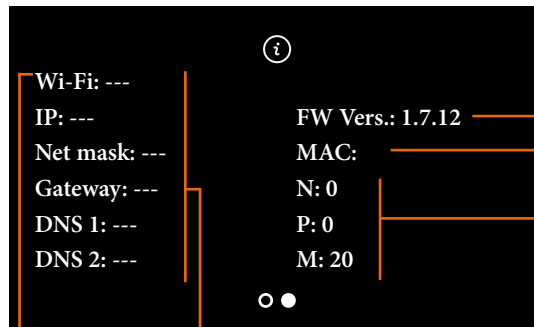 i
Wi-Fi: ---
IP: ---
Net mask: ---
Gateway: ---
DNS 1: ---
DNS 2: ---
FW Vers.: 1.7.12
MAC:
N: 0
P: 0
M: 20